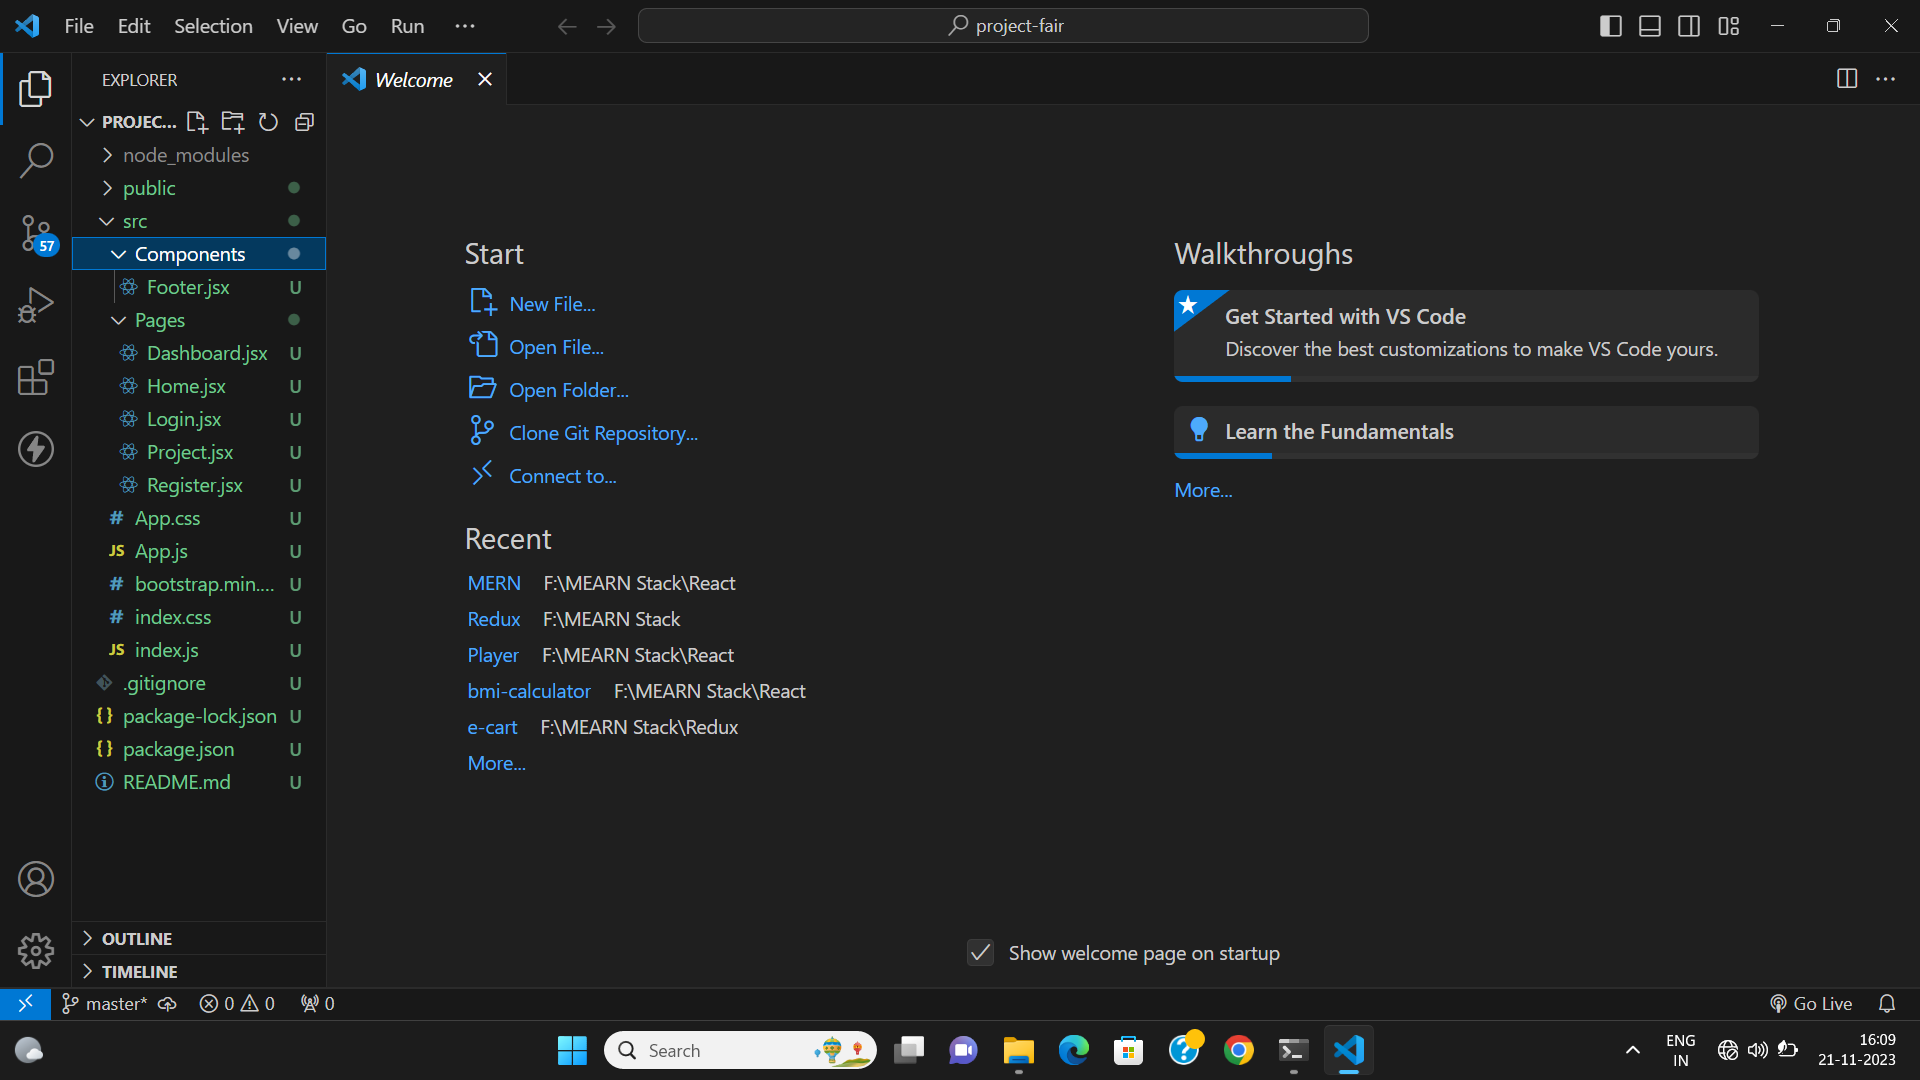 File Edit Selection View Go Run ···
project-fair
EXPLORER ···
Welcome
PROJEC...
node_modules
public
src
Components
Footer.jsx U
Pages
Dashboard.jsx U
Home.jsx U
Login.jsx U
Project.jsx U
Register.jsx U
# App.css U
JS App.js U
# bootstrap.min.... U
# index.css U
JS index.js U
.gitignore U
{} package-lock.json U
{} package.json U
README.md U
OUTLINE
TIMELINE
57
Start
New File...
Open File...
Open Folder...
Clone Git Repository...
Connect to...
Recent
MERN F:\MEARN Stack\React
Redux F:\MEARN Stack
Player F:\MEARN Stack\React
bmi-calculator F:\MEARN Stack\React
e-cart F:\MEARN Stack\Redux
More...
Walkthroughs
Get Started with VS Code
Discover the best customizations to make VS Code yours.
Learn the Fundamentals
More...
Show welcome page on startup
master* 0 0 0
Go Live
Search
ENG
IN
16:09
21-11-2023